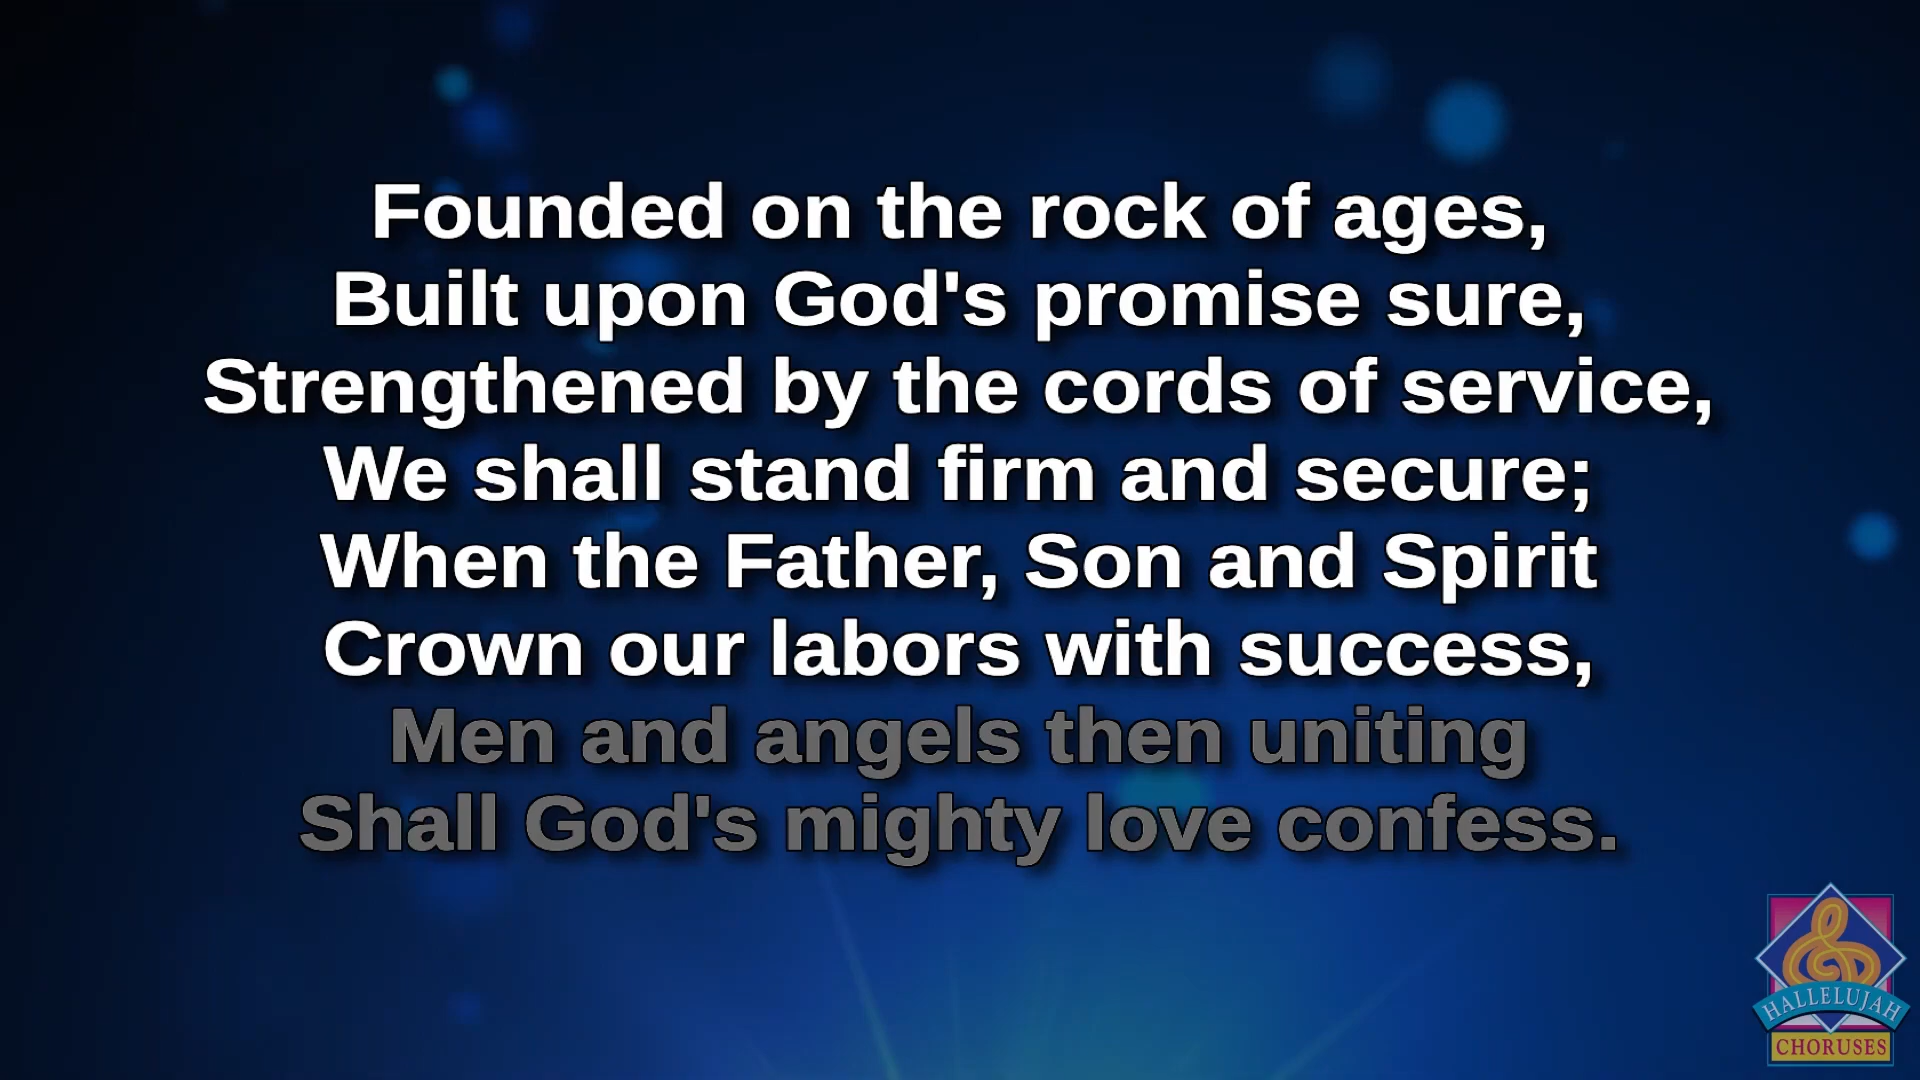 Founded on the rock of ages,
Built upon God's promise sure,
Strengthened by the cords of service,
We shall stand firm and secure;
When the Father, Son and Spirit
Crown our labors with success,
Men and angels then uniting
Shall God's mighty love confess.
HALLELUJAH
CHORUSES